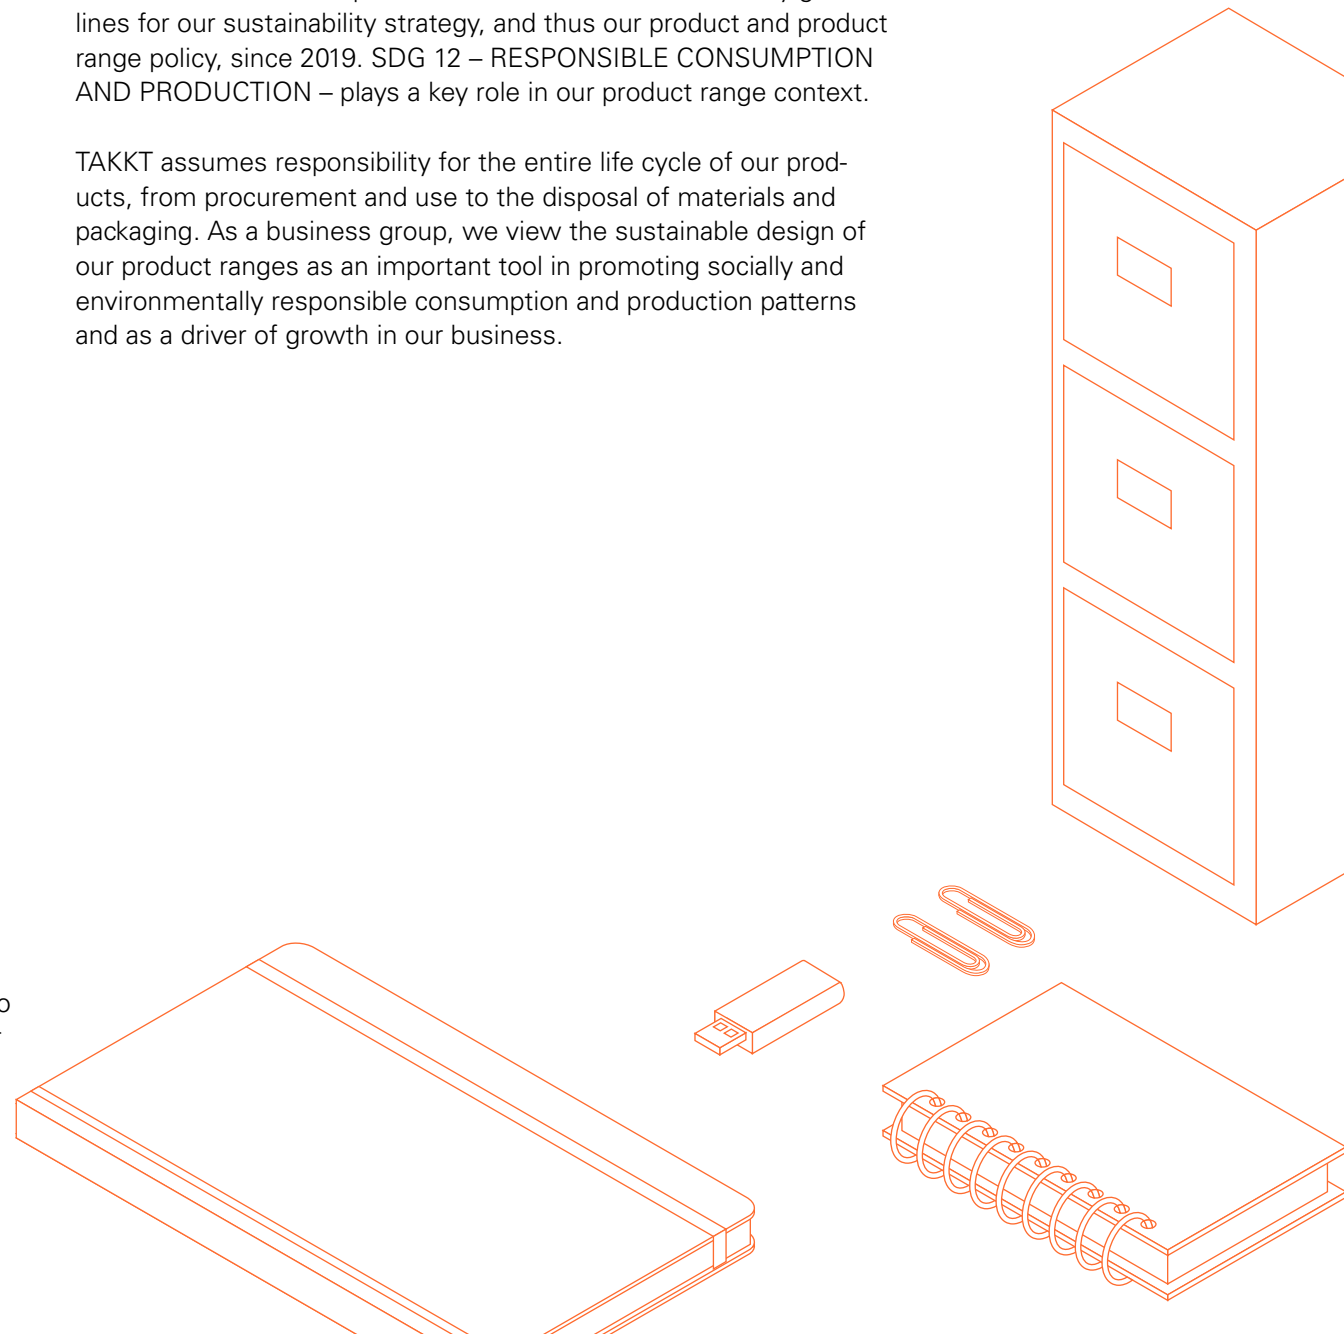 lines for our sustainability strategy, and thus our product and product
range policy, since 2019. SDG 12 – RESPONSIBLE CONSUMPTION
AND PRODUCTION – plays a key role in our product range context.
TAKKT assumes responsibility for the entire life cycle of our prod-
ucts, from procurement and use to the disposal of materials and
packaging. As a business group, we view the sustainable design of
our product ranges as an important tool in promoting socially and
environmentally responsible consumption and production patterns
and as a driver of growth in our business.